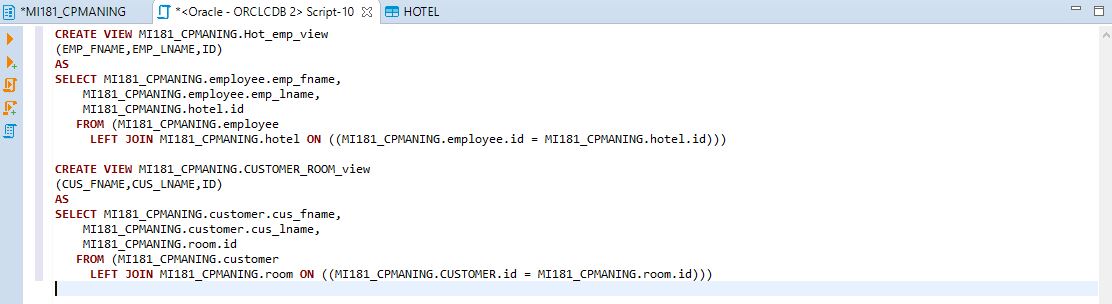 *MI181_CPMANING
*<Oracle - ORCLCDB 2> Script-10
HOTEL
CREATE VIEW MI181_CPMANING.Hot_emp_view
(EMP_FNAME,EMP_LNAME,ID)
AS
SELECT MI181_CPMANING.employee.emp_fname,
MI181_CPMANING.employee.emp_lname,
MI181_CPMANING.hotel.id
FROM (MI181_CPMANING.employee
LEFT JOIN MI181_CPMANING.hotel ON ((MI181_CPMANING.employee.id = MI181_CPMANING.hotel.id)))
CREATE VIEW MI181_CPMANING.CUSTOMER_ROOM_view
(CUS_FNAME,CUS_LNAME,ID)
AS
SELECT MI181_CPMANING.customer.cus_fname,
MI181_CPMANING.customer.cus_lname,
MI181_CPMANING.room.id
FROM (MI181_CPMANING.customer
LEFT JOIN MI181_CPMANING.room ON ((MI181_CPMANING.CUSTOMER.id = MI181_CPMANING.room.id)))